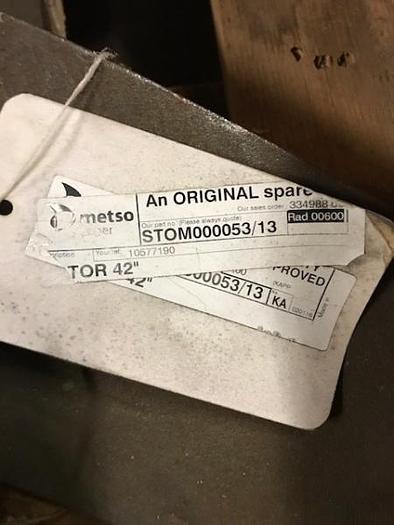 An ORIGINAL spare
metso
Our sales order 334988
Our part no (Please always quote)
Rad 00600
STOM000053/13
Your ref. 10577190
TOR 42"
42"
PROVED
00053/13
KA